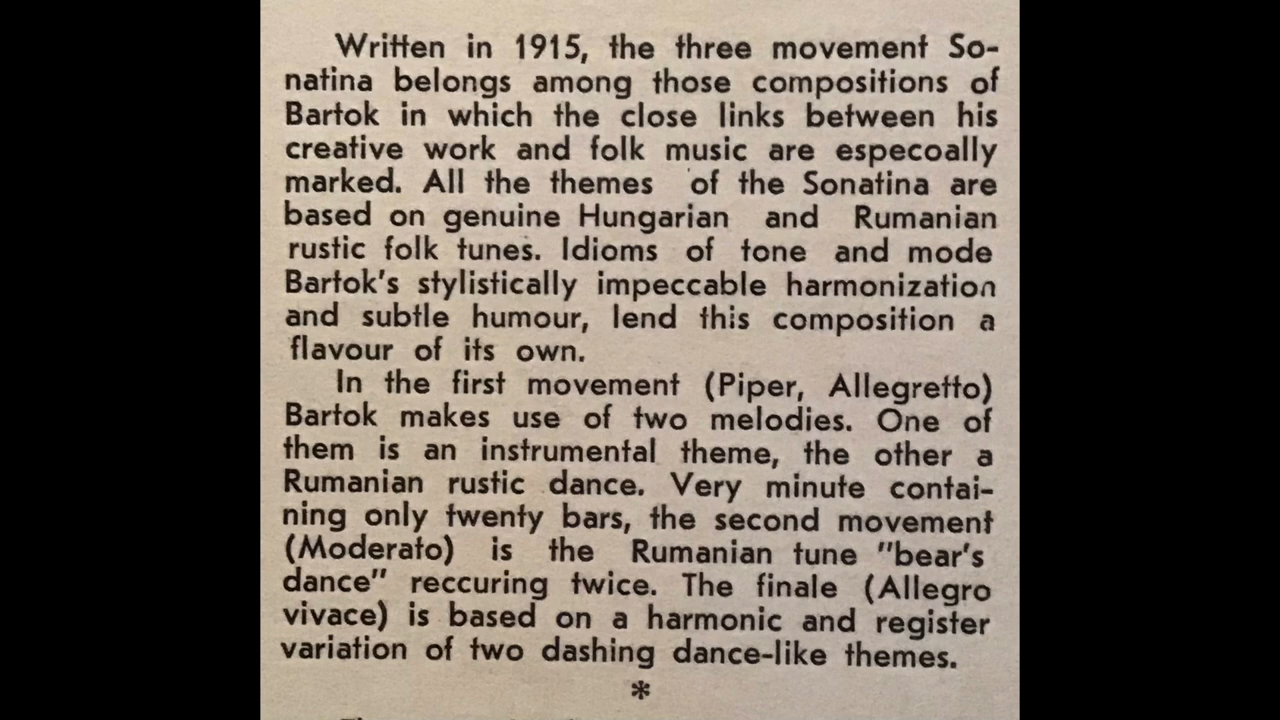 Written in 1915, the three movement So-
natina belongs among those compositions of
Bartok in which the close links between his
creative work and folk music are especoally
marked. All the themes of the Sonatina are
based on genuine Hungarian and Rumanian
rustic folk tunes. Idioms of tone and mode
Bartok's stylistically impeccable harmonization
and subtle humour, lend this composition a
flavour of its own.
In the first movement (Piper, Allegretto)
Bartok makes use of two melodies. One of
them is an instrumental theme, the other a
Rumanian rustic dance. Very minute contai-
ning only twenty bars, the second movement
(Moderato) is the Rumanian tune "bear's
dance" reccuring twice. The finale (Allegro
vivace) is based on a harmonic and register
variation of two dashing dance-like themes.
*